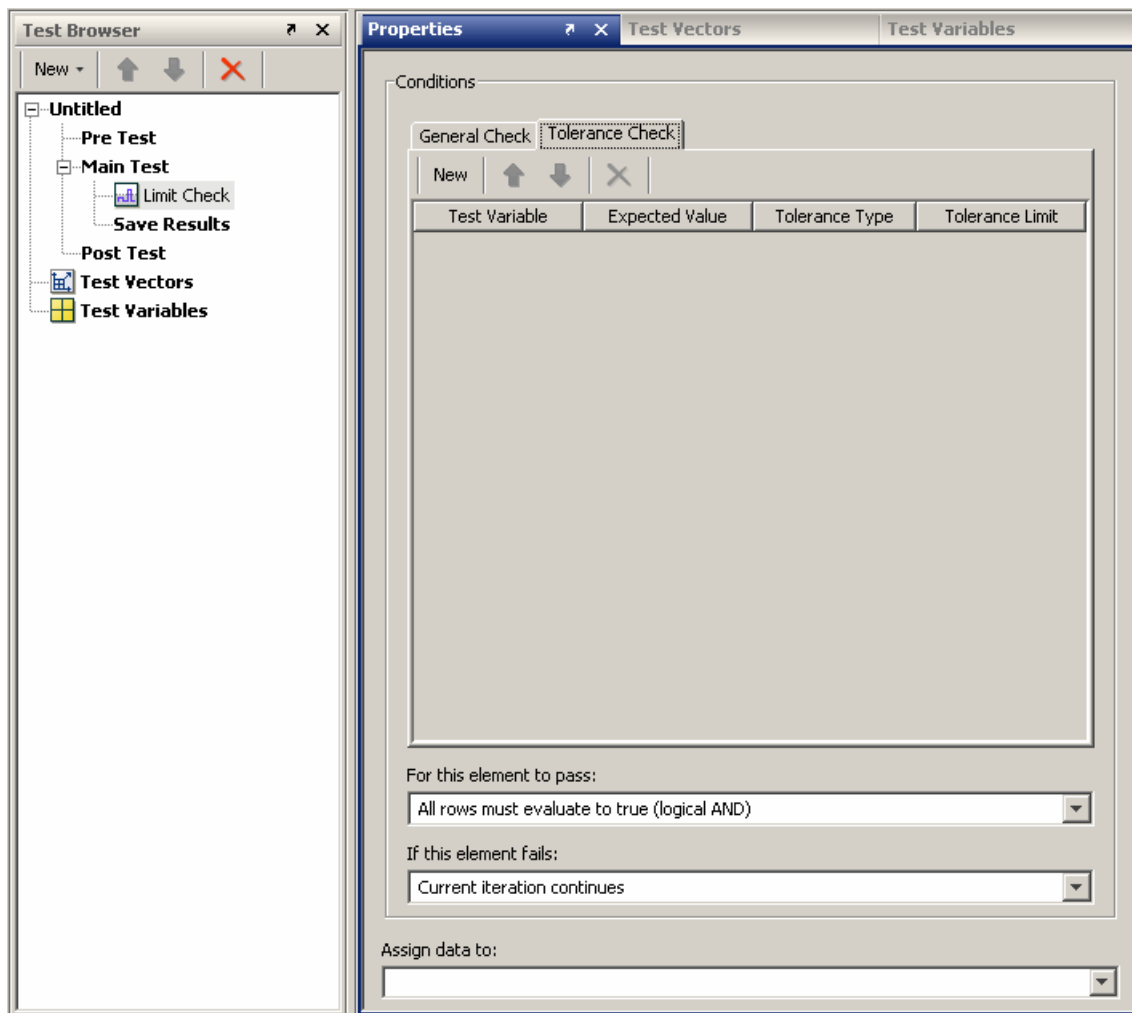 Test Browser
New
Untitled
Pre Test
Main Test
Limit Check
Save Results
Post Test
Test Vectors
Test Variables
Properties
Test Vectors
Test Variables
Conditions
General Check
Tolerance Check
New
Test Variable
Expected Value
Tolerance Type
Tolerance Limit
For this element to pass:
All rows must evaluate to true (logical AND)
If this element fails:
Current iteration continues
Assign data to: